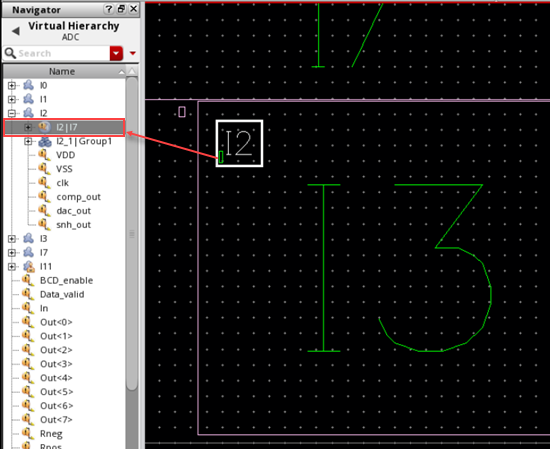 Navigator
Virtual Hierarchy
ADC
Search
Name
I0
I1
I2
I2|I7
I2_1|Group1
VDD
VSS
clk
comp_out
dac_out
snh_out
I3
I7
I11
BCD_enable
Data_valid
In
Out<0>
Out<1>
Out<2>
Out<3>
Out<4>
Out<5>
Out<6>
Out<7>
Rneg
Rpos
I2
I3